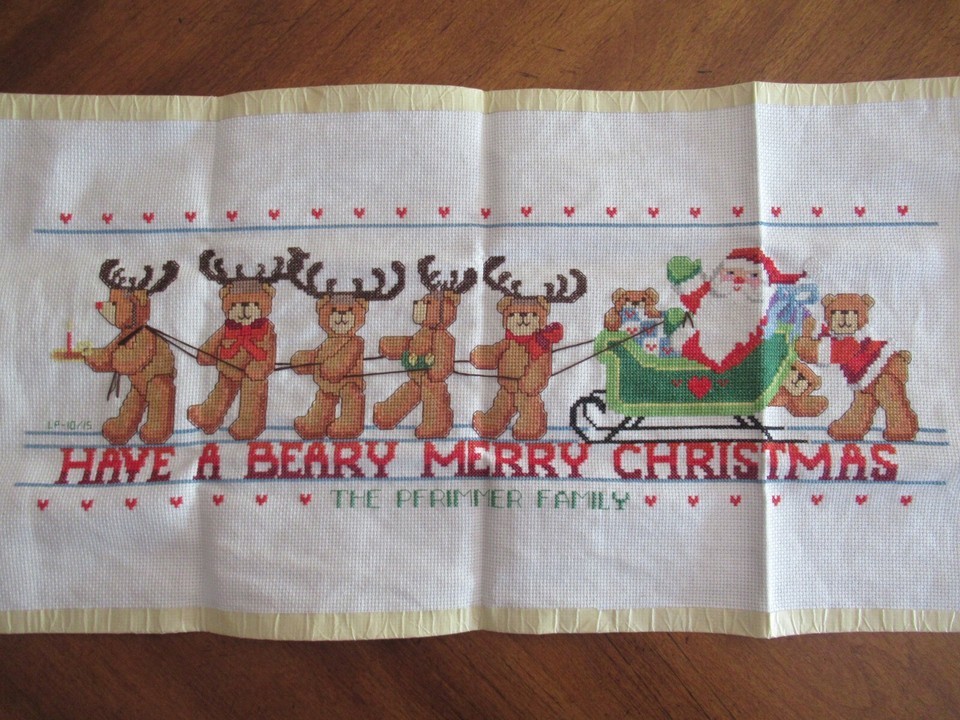 LP-10/15
HAVE A BEARY MERRY CHRISTMAS
THE PFRIMMER FAMILY